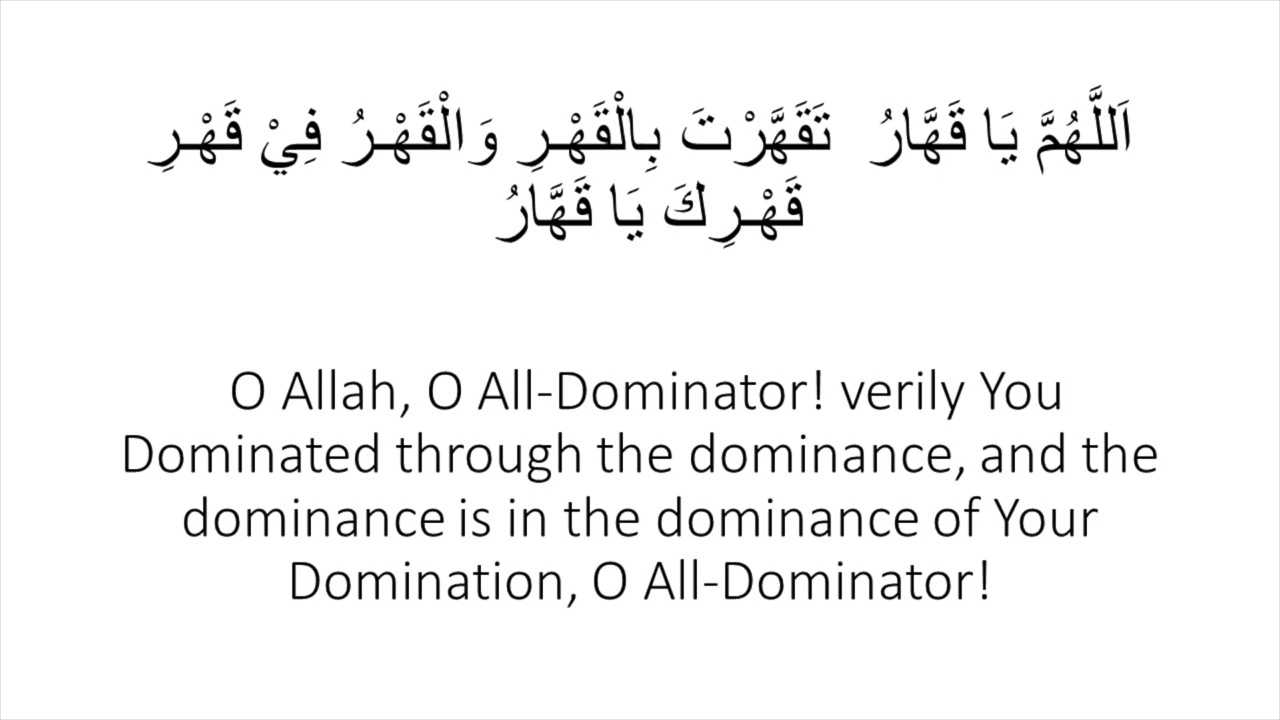 اَللَّهُمَّ يَا قَهَّارُ تَقَهَّرْتَ بِالْقَهْرِ وَالْقَهْرُ فِيْ قَهْرِ
قَهْرِكَ يَا قَهَّارُ
O Allah, O All-Dominator! verily You
Dominated through the dominance, and the
dominance is in the dominance of Your
Domination, O All-Dominator!